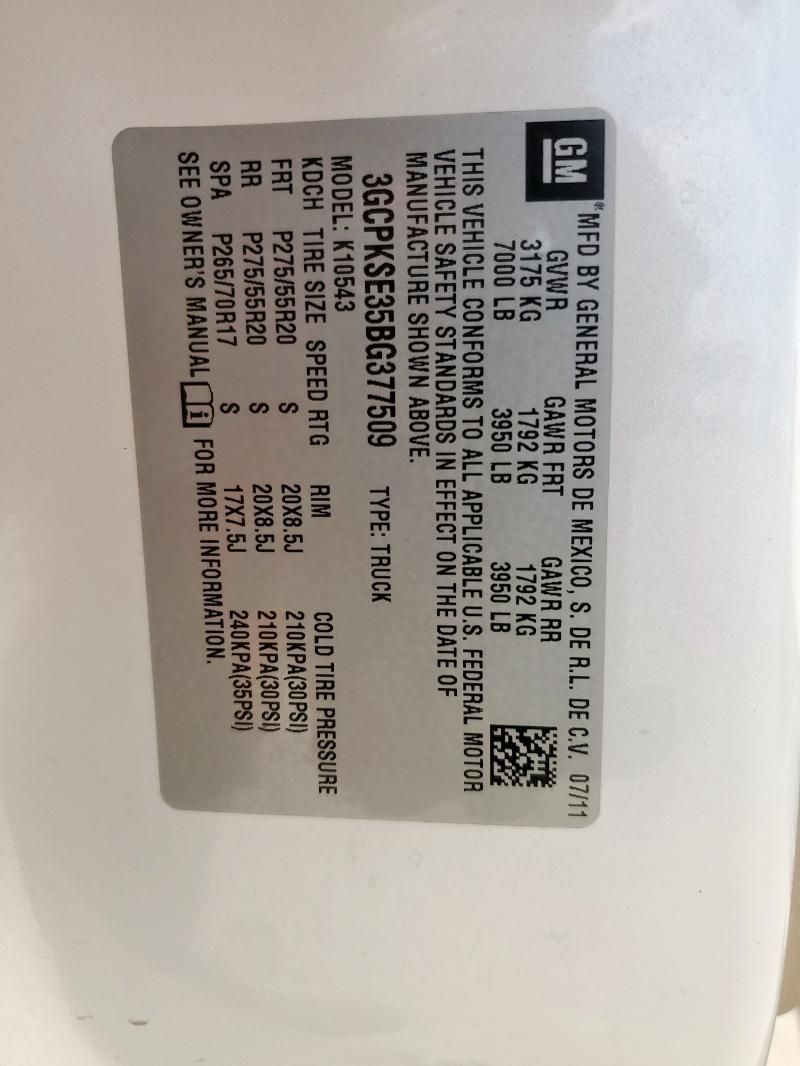 GM ® MFD BY GENERAL MOTORS DE MEXICO, S. DE R.L. DE C.V. 07/11
GVWR GAWR FRT GAWR RR
3175 KG 1792 KG 1792 KG
7000 LB 3950 LB 3950 LB
THIS VEHICLE CONFORMS TO ALL APPLICABLE U.S. FEDERAL MOTOR
VEHICLE SAFETY STANDARDS IN EFFECT ON THE DATE OF
MANUFACTURE SHOWN ABOVE.
3GCPKSE35BG377509 TYPE: TRUCK
MODEL: K10543
KDCH TIRE SIZE SPEED RTG RIM COLD TIRE PRESSURE
FRT P275/55R20 S 20X8.5J 210KPA(30PSI)
RR P275/55R20 S 20X8.5J 210KPA(30PSI)
SPA P265/70R17 S 17X7.5J 240KPA(35PSI)
SEE OWNER'S MANUAL i FOR MORE INFORMATION.